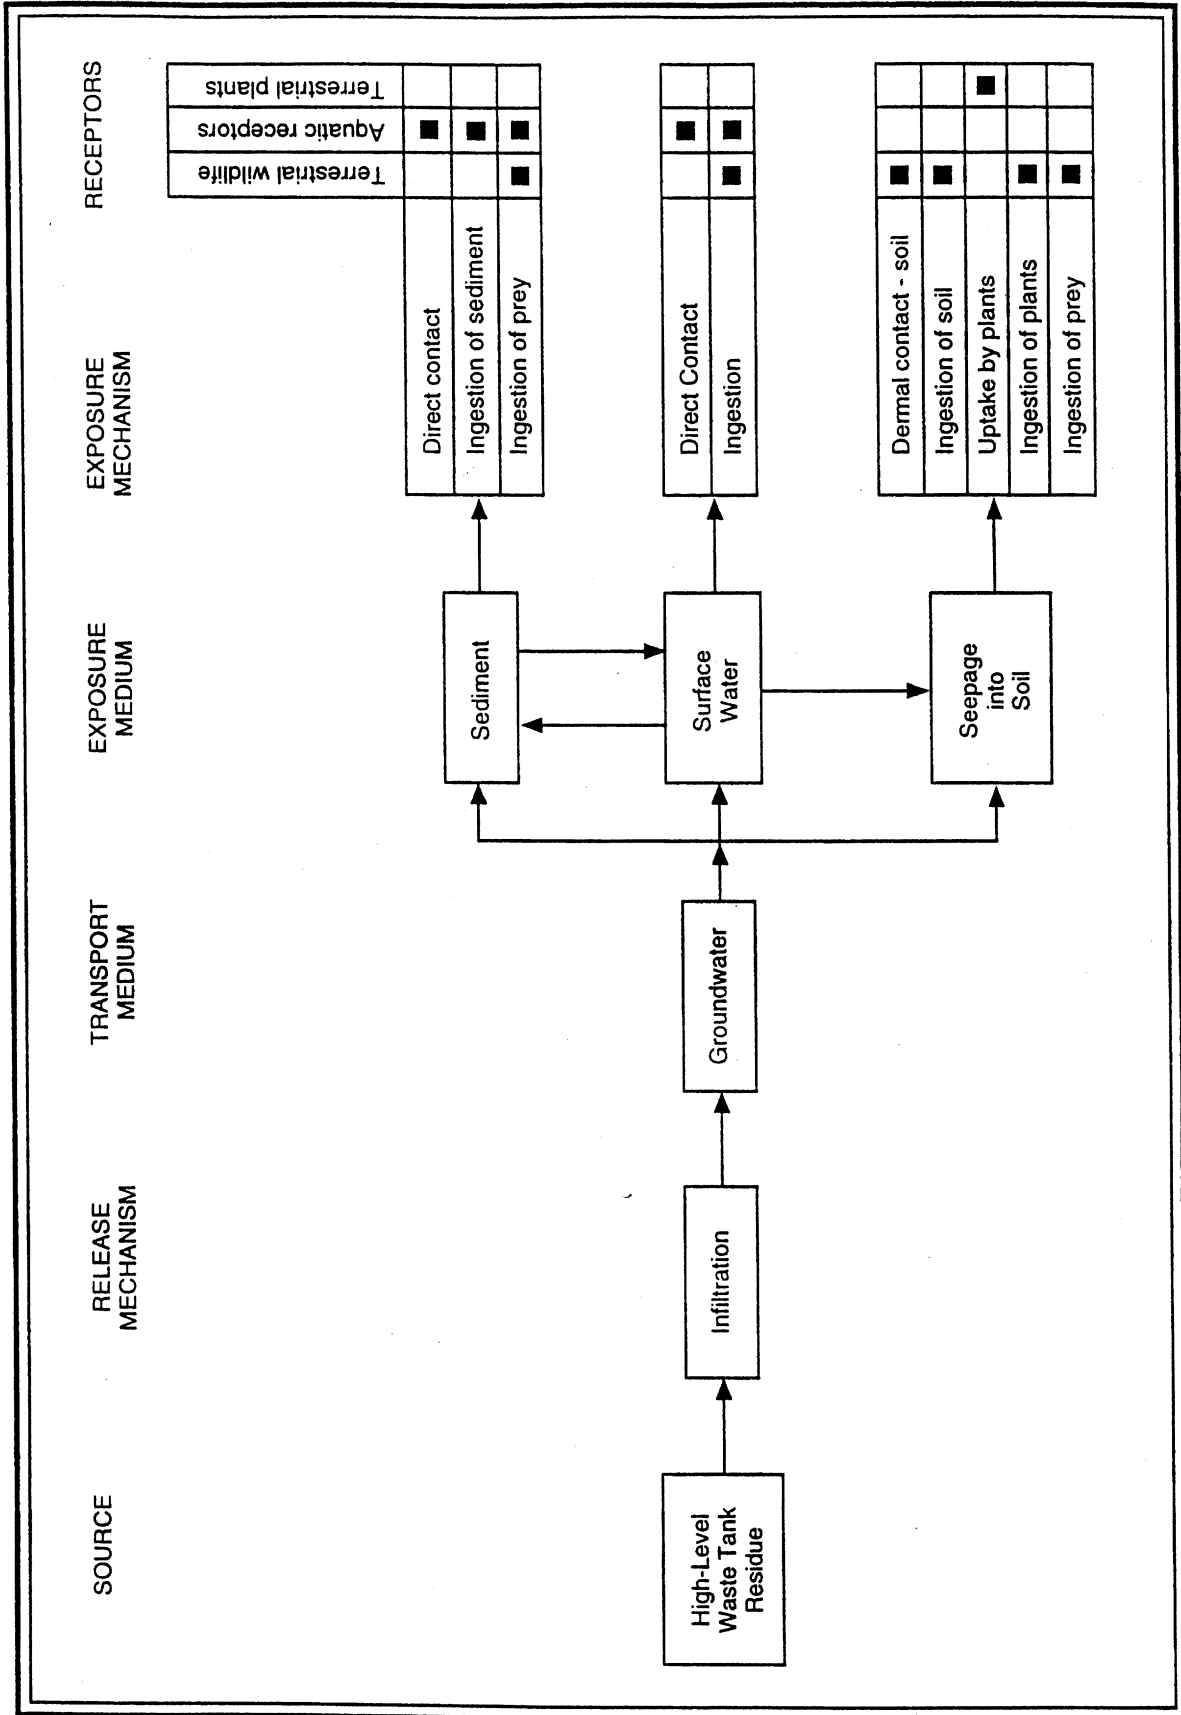 SOURCE
RELEASE
MECHANISM
TRANSPORT
MEDIUM
EXPOSURE
MEDIUM
EXPOSURE
MECHANISM
RECEPTORS
Terrestrial wildlife
Aquatic receptors
Terrestrial plants
High-Level
Waste Tank
Residue
Infiltration
Groundwater
Sediment
Surface
Water
Seepage
into
Soil
Direct contact
Ingestion of sediment
Ingestion of prey
Direct Contact
Ingestion
Dermal contact - soil
Ingestion of soil
Uptake by plants
Ingestion of plants
Ingestion of prey